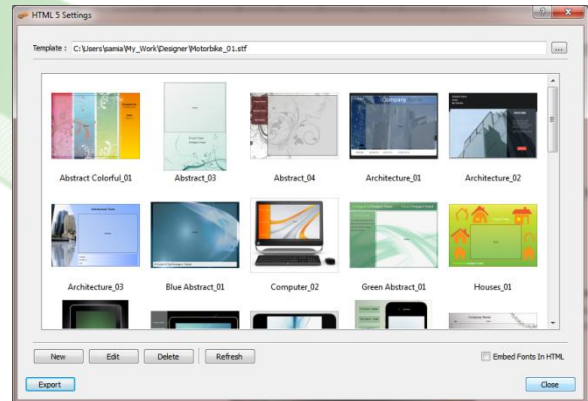 HTML 5 Settings
Template : C:\Users\samia\My_Work\Designer\Motorbike_01.stf
...
Company
Abstract Colorful_01 Abstract_03 Abstract_04 Architecture_01 Architecture_02
Architecture_03 Blue Abstract_01 Computer_02 Green Abstract_01 Houses_01
New Edit Delete Refresh Embed Fonts In HTML
Export Close